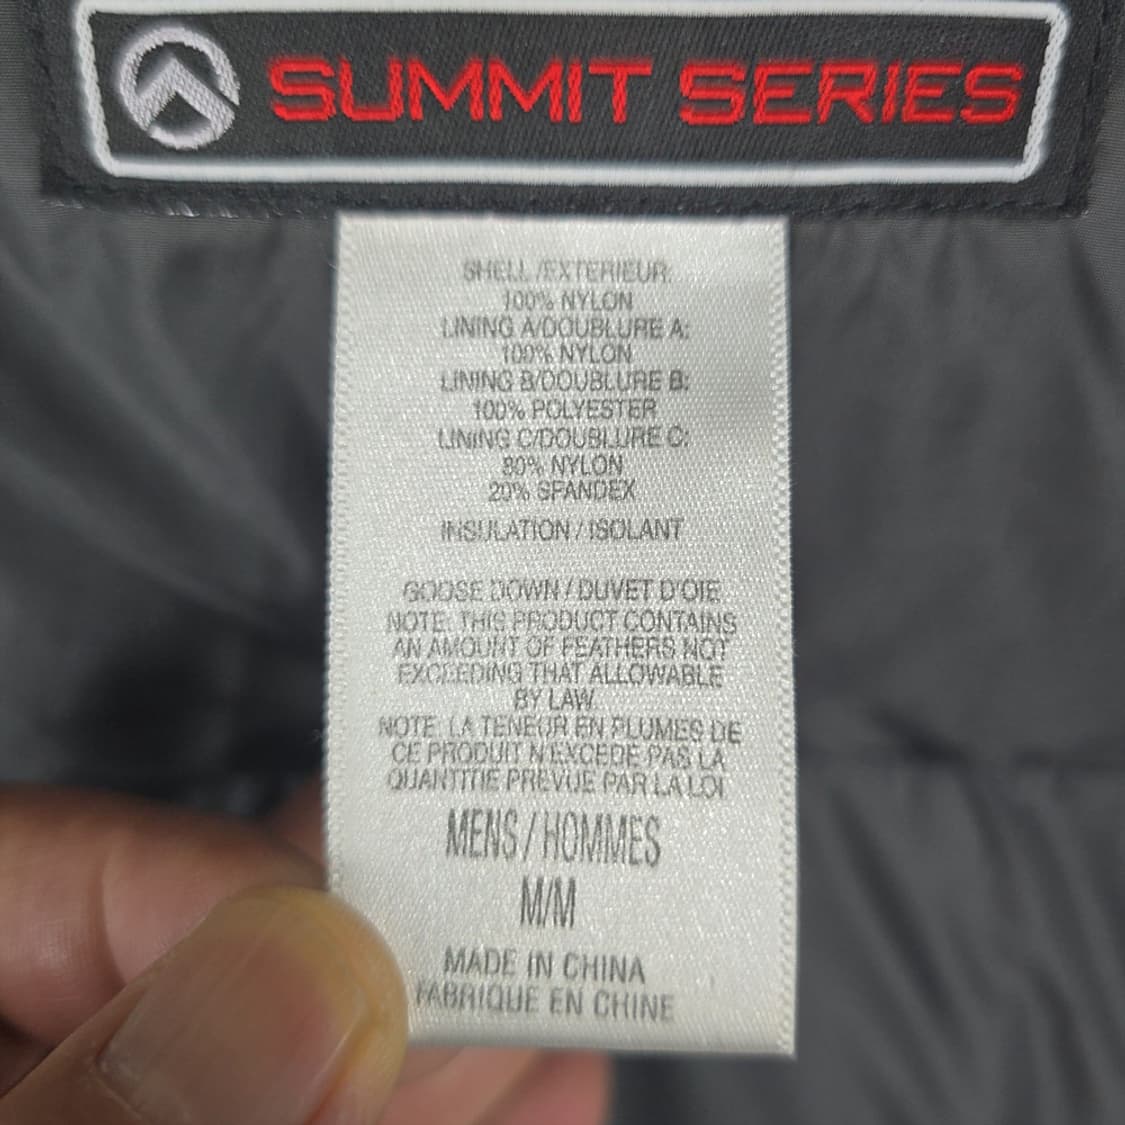 SUMMIT SERIES
SHELL/EXTERIEUR:
100% NYLON
LINING A/DOUBLURE A:
100% NYLON
LINING B/DOUBLURE B:
100% POLYESTER
LINING C/DOUBLURE C:
80% NYLON
20% SPANDEX
INSULATION / ISOLANT
GOOSE DOWN / DUVET D'OIE
NOTE: THIS PRODUCT CONTAINS
AN AMOUNT OF FEATHERS NOT
EXCEEDING THAT ALLOWABLE
BY LAW
NOTE: LA TENEUR EN PLUMES DE
CE PRODUIT N'EXCEDE PAS LA
QUANTITIE PREVUE PAR LA LOI
MENS / HOMMES
M/M
MADE IN CHINA
FABRIQUE EN CHINE